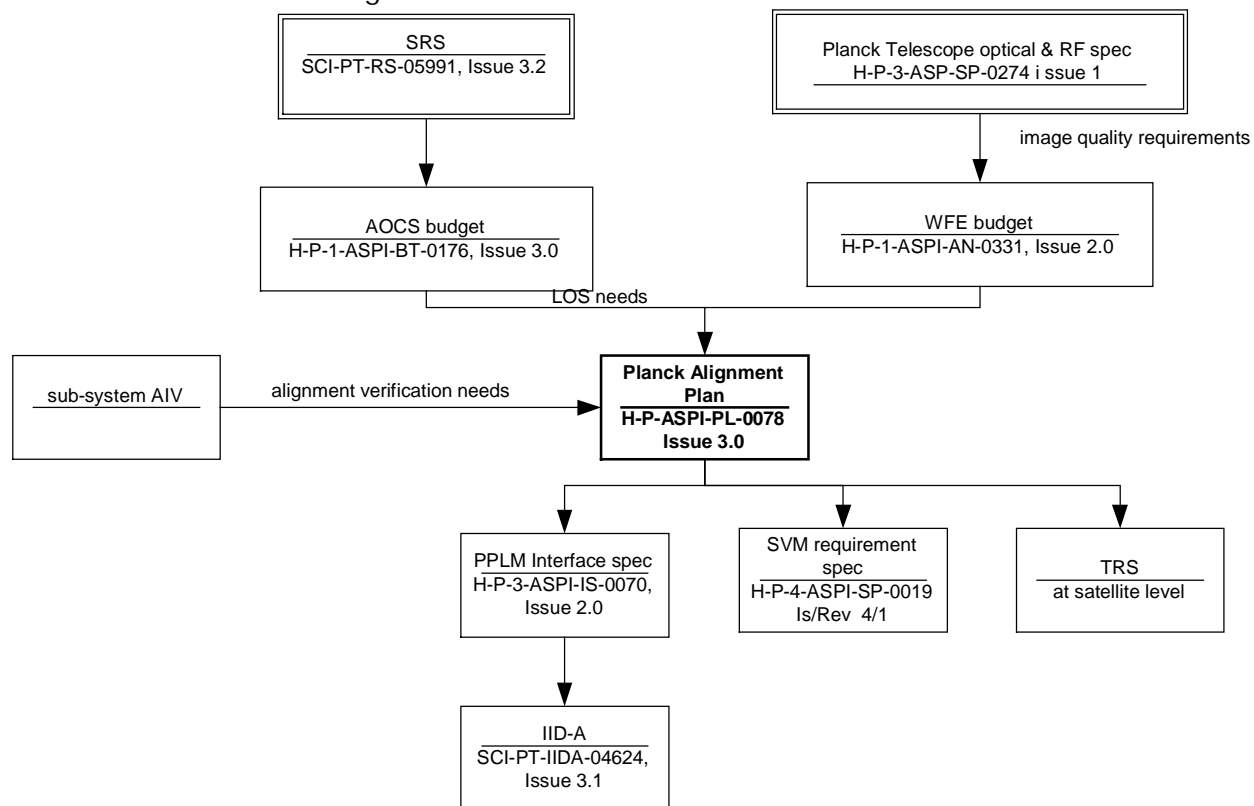 SRS
SCI-PT-RS-05991, Issue 3.2
Planck Telescope optical & RF spec
H-P-3-ASP-SP-0274 i ssue 1
image quality requirements
AOCS budget
H-P-1-ASPI-BT-0176, Issue 3.0
WFE budget
H-P-1-ASPI-AN-0331, Issue 2.0
LOS needs
sub-system AIV
alignment verification needs
Planck Alignment
Plan
H-P-ASPI-PL-0078
Issue 3.0
PPLM Interface spec
H-P-3-ASPI-IS-0070,
Issue 2.0
SVM requirement
spec
H-P-4-ASPI-SP-0019
Is/Rev 4/1
TRS
at satellite level
IID-A
SCI-PT-IIDA-04624,
Issue 3.1